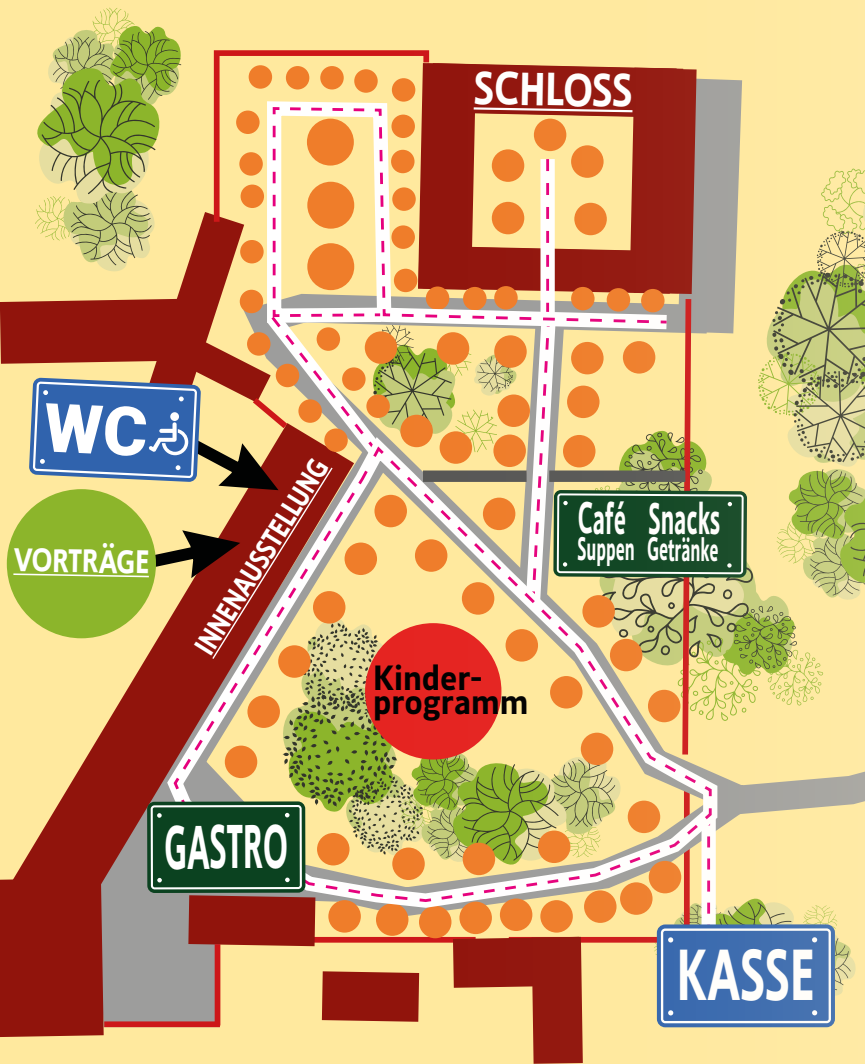 SCHLOSS
WC
INNENAUSSTELLUNG
VORTRÄGE
Café Snacks
Suppen Getränke
Kinder-
programm
GASTRO
KASSE